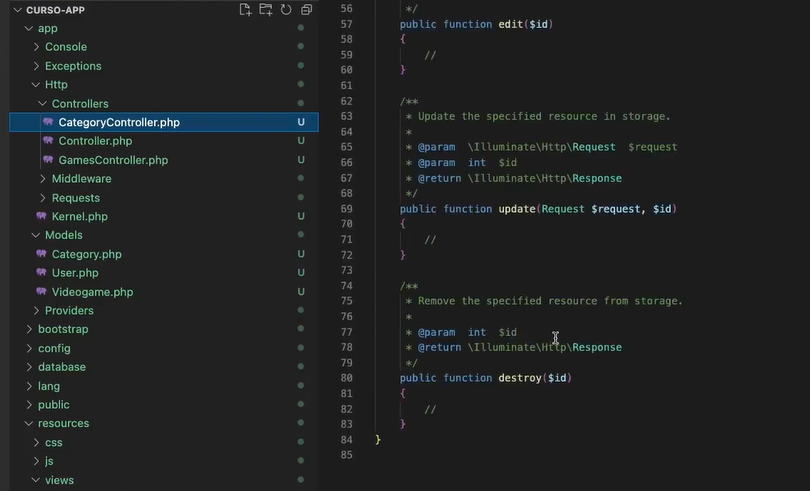 CURSO-APP
app
Console
Exceptions
Http
Controllers
CategoryController.php U
Controller.php U
GamesController.php U
Middleware
Requests
Kernel.php U
Models
Category.php U
User.php U
Videogame.php U
Providers
bootstrap
config
database
lang
public
resources
css
js
views
56 */
57 public function edit($id)
58 {
59 //
60 }
61
62 /**
63 * Update the specified resource in storage.
64 *
65 * @param \Illuminate\Http\Request $request
66 * @param int $id
67 * @return \Illuminate\Http\Response
68 */
69 public function update(Request $request, $id)
70 {
71 //
72 }
73
74 /**
75 * Remove the specified resource from storage.
76 *
77 * @param int $id
78 * @return \Illuminate\Http\Response
79 */
80 public function destroy($id)
81 {
82 //
83 }
84 }
85